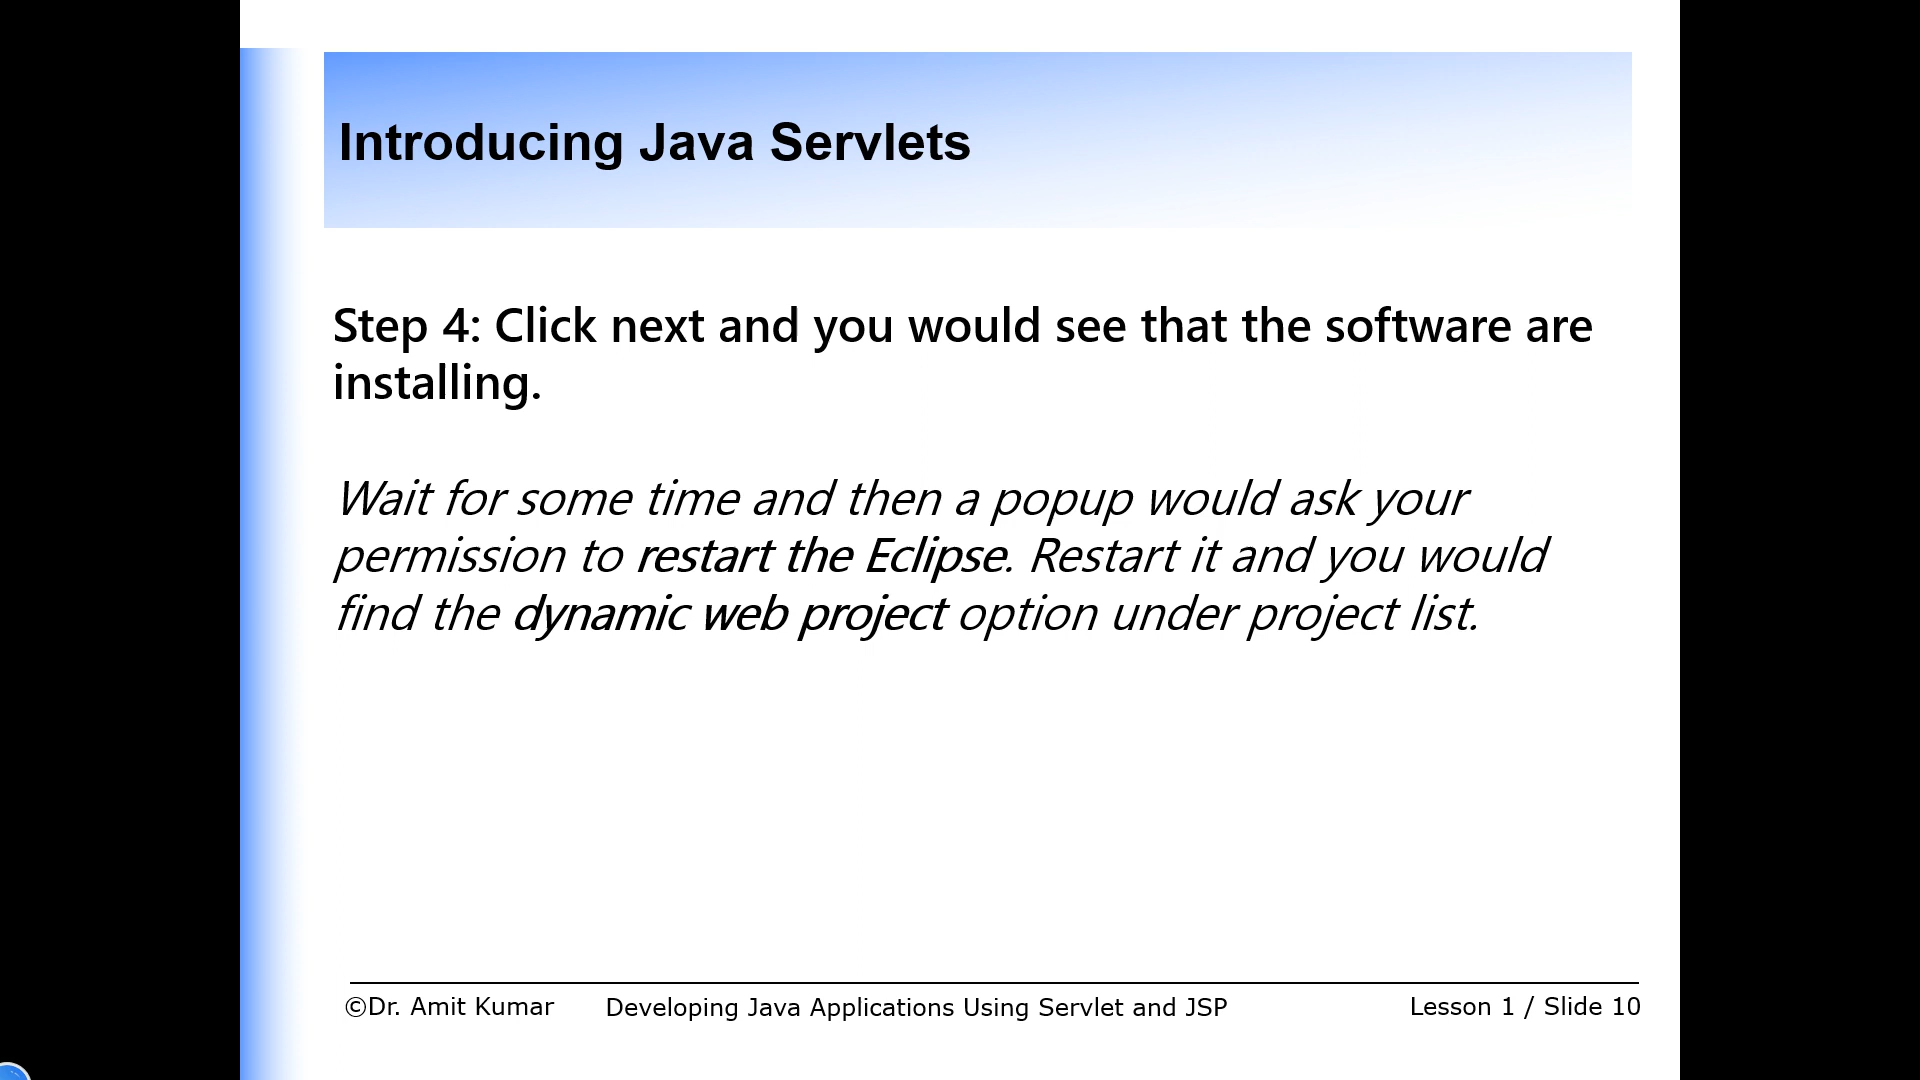 Introducing Java Servlets
Step 4: Click next and you would see that the software are
installing.
Wait for some time and then a popup would ask your
permission to restart the Eclipse. Restart it and you would
find the dynamic web project option under project list.
©Dr. Amit Kumar Developing Java Applications Using Servlet and JSP Lesson 1 / Slide 10